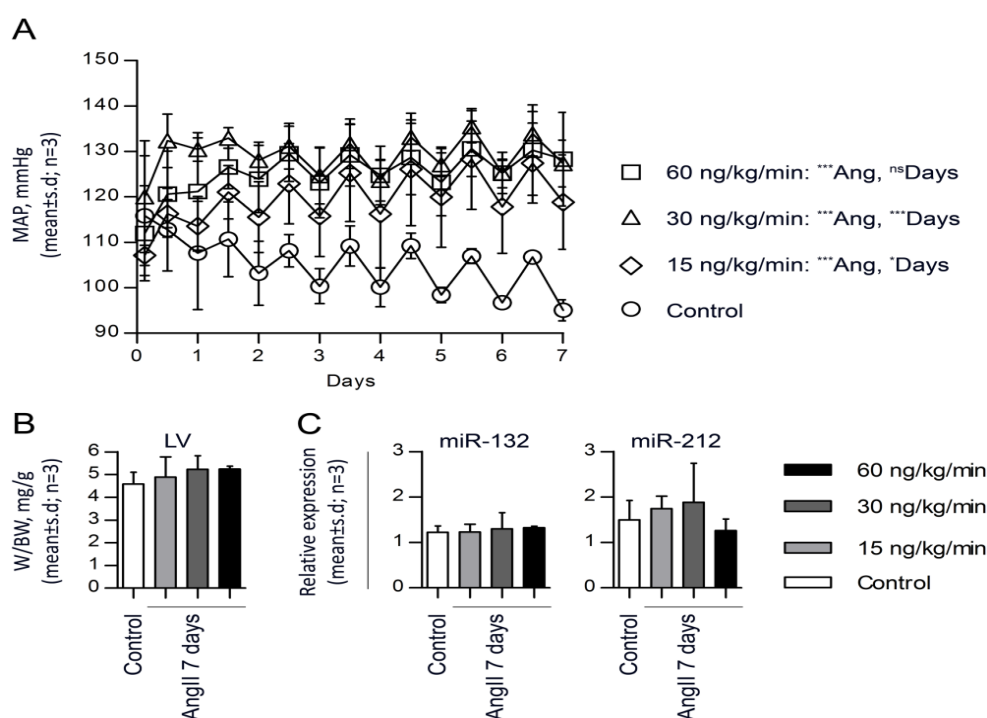 A
MAP, mmHg
(mean±s.d; n=3)
150
140
130
120
110
100
90
0 1 2 3 4 5 6 7
Days
60 ng/kg/min: ***Ang, nsDays
30 ng/kg/min: ***Ang, ***Days
15 ng/kg/min: ***Ang, *Days
Control
B
LV
W/BW, mg/g
(mean±s.d; n=3)
6
5
4
3
2
1
0
Control
AngII 7 days
C
Relative expression
(mean±s.d; n=3)
miR-132
3
2
1
0
Control
AngII 7 days
miR-212
3
2
1
0
Control
AngII 7 days
60 ng/kg/min
30 ng/kg/min
15 ng/kg/min
Control